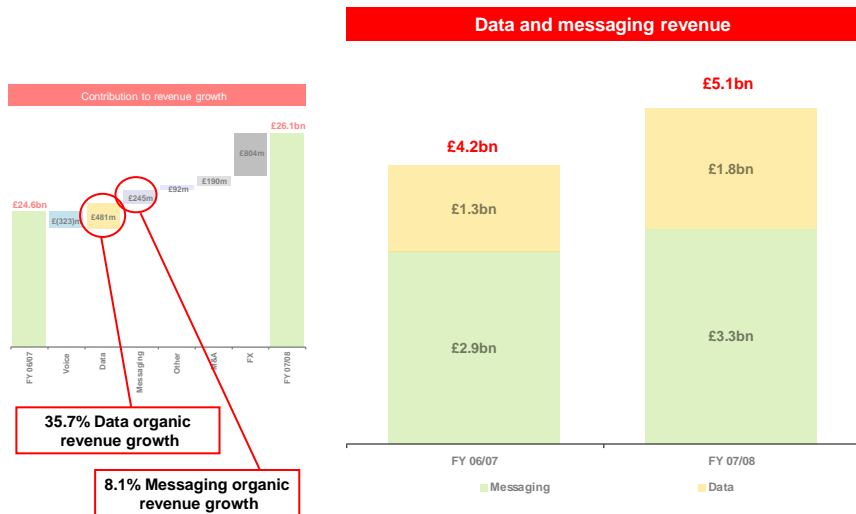 Data and messaging revenue
Contribution to revenue growth
£24.6bn
£(323)m
£481m
£245m
£92m
£190m
£804m
£26.1bn
FY 06/07
Voice
Data
Messaging
Other
M&A
FX
FY 07/08
35.7% Data organic
revenue growth
8.1% Messaging organic
revenue growth
£4.2bn
£1.3bn
£2.9bn
£5.1bn
£1.8bn
£3.3bn
FY 06/07
FY 07/08
Messaging
Data